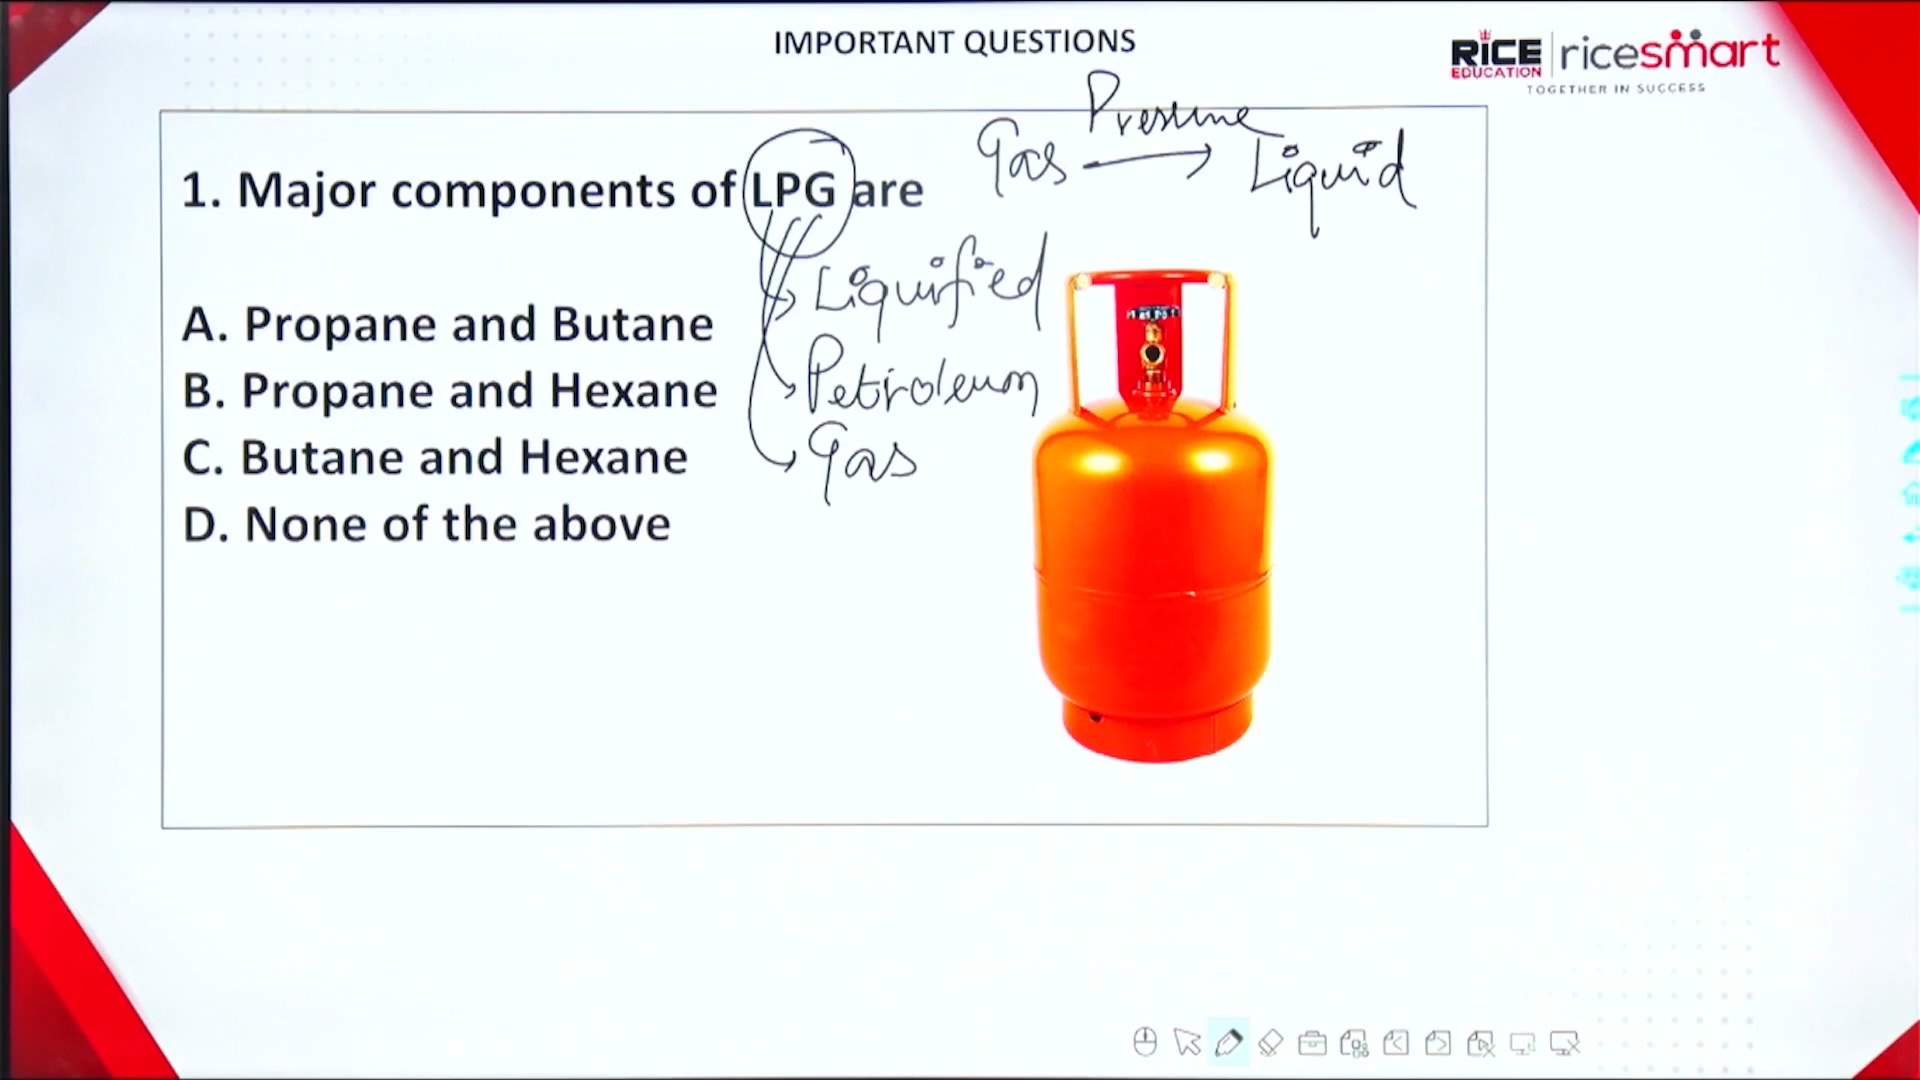 IMPORTANT QUESTIONS
RICE EDUCATION ricesmart
TOGETHER IN SUCCESS
Pressure
Gas → Liquid
1. Major components of LPG are
Liquified
A. Propane and Butane
Petroleum
B. Propane and Hexane
Gas
C. Butane and Hexane
D. None of the above